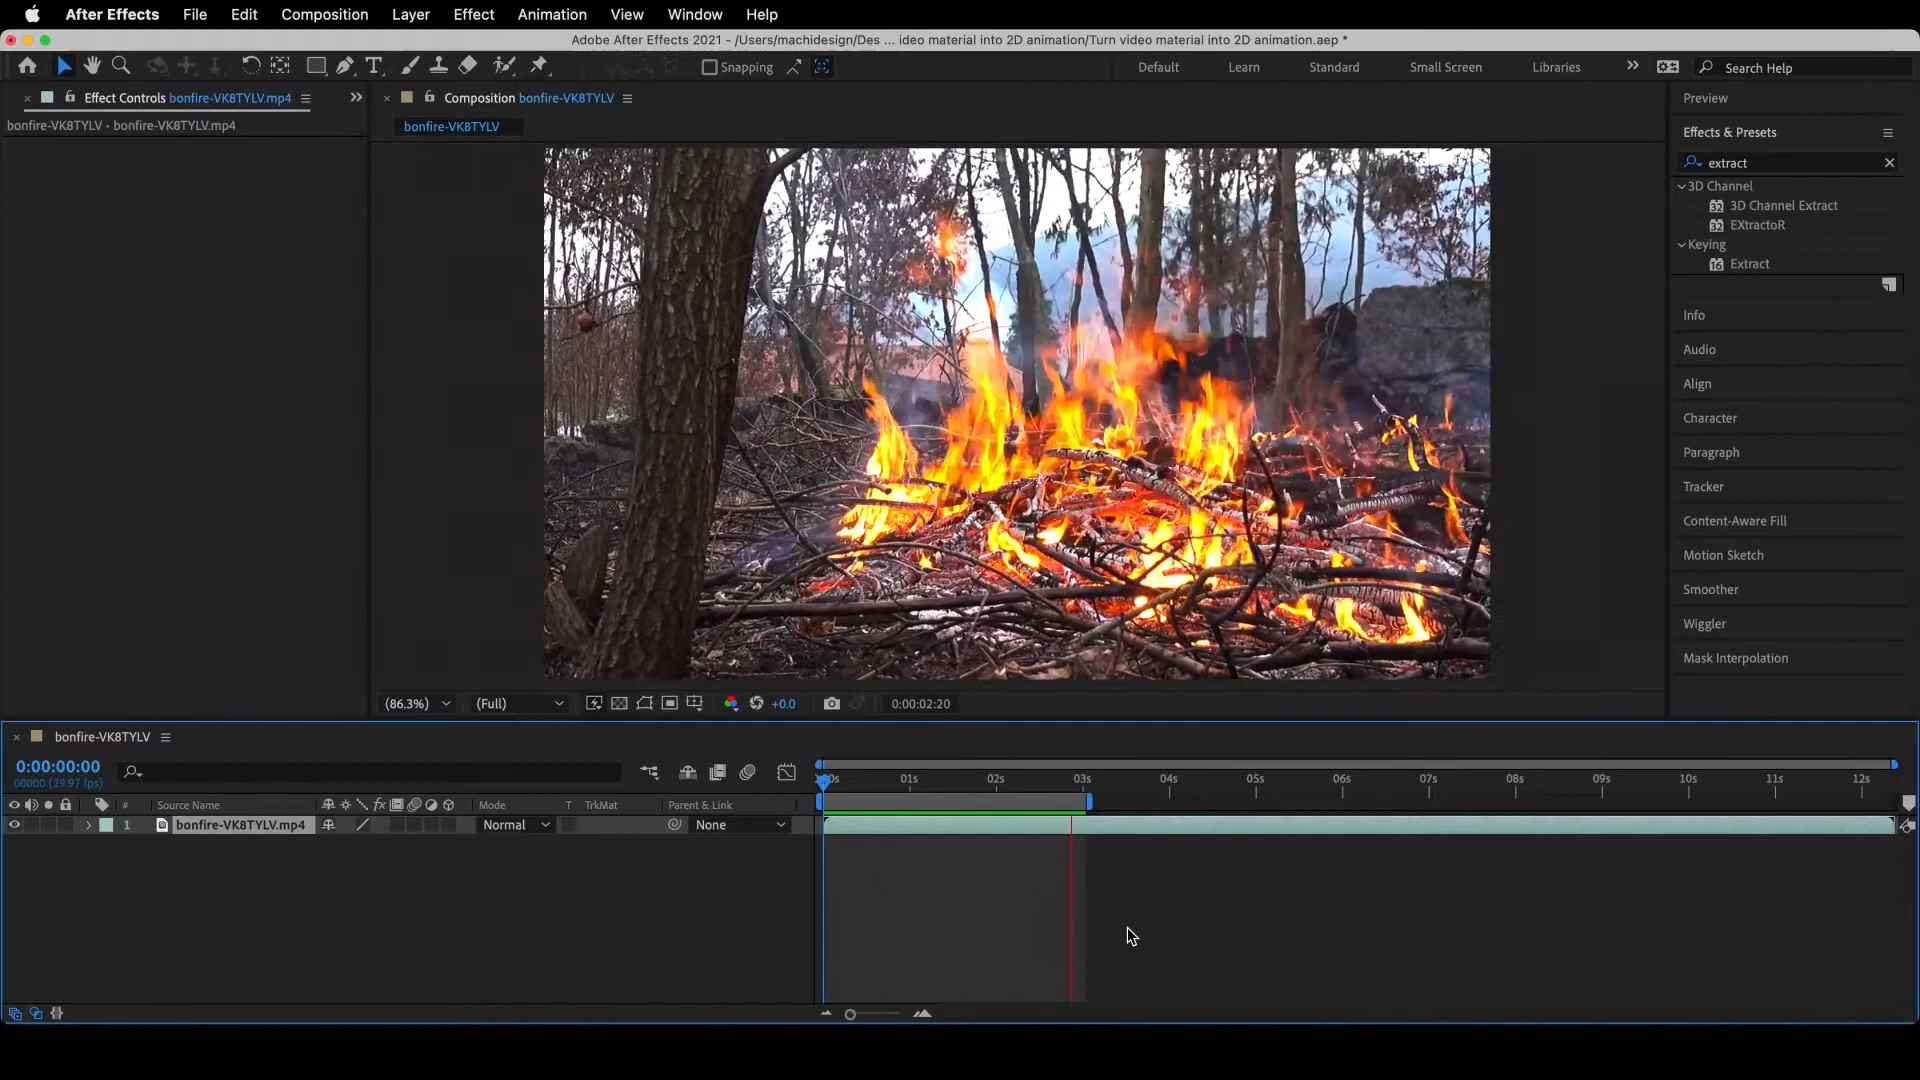 After Effects File Edit Composition Layer Effect Animation View Window Help
Adobe After Effects 2021 - /Users/machidesign/Des ... ideo material into 2D animation/Turn video material into 2D animation.aep *
Snapping Default Learn Standard Small Screen Libraries Search Help
Effect Controls bonfire-VK8TYLV.mp4
bonfire-VK8TYLV • bonfire-VK8TYLV.mp4
Composition bonfire-VK8TYLV
bonfire-VK8TYLV
(86.3%) (Full) +0.0 0:00:02:20
Preview
Effects & Presets
extract
3D Channel
32 3D Channel Extract
32 EXtractoR
Keying
16 Extract
Info
Audio
Align
Character
Paragraph
Tracker
Content-Aware Fill
Motion Sketch
Smoother
Wiggler
Mask Interpolation
bonfire-VK8TYLV
0:00:00:00
00000 (29.97 fps)
# Source Name fx Mode T TrkMat Parent & Link
1 bonfire-VK8TYLV.mp4 Normal None
01s 02s 03s 04s 05s 06s 07s 08s 09s 10s 11s 12s